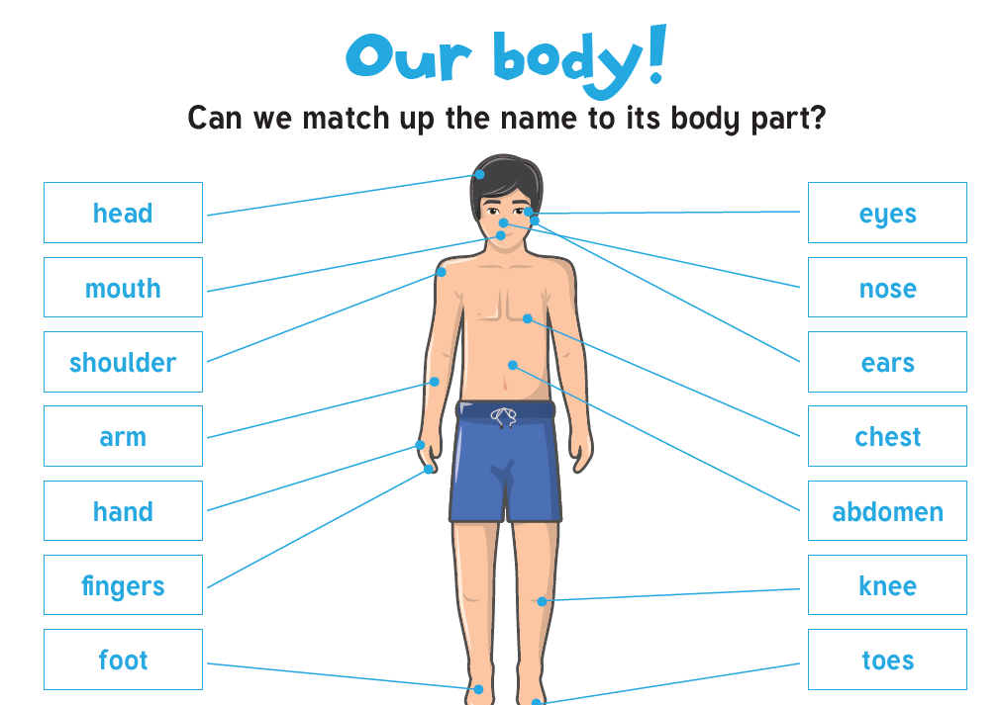 Our body!
Can we match up the name to its body part?
head
mouth
shoulder
arm
hand
fingers
foot
eyes
nose
ears
chest
abdomen
knee
toes